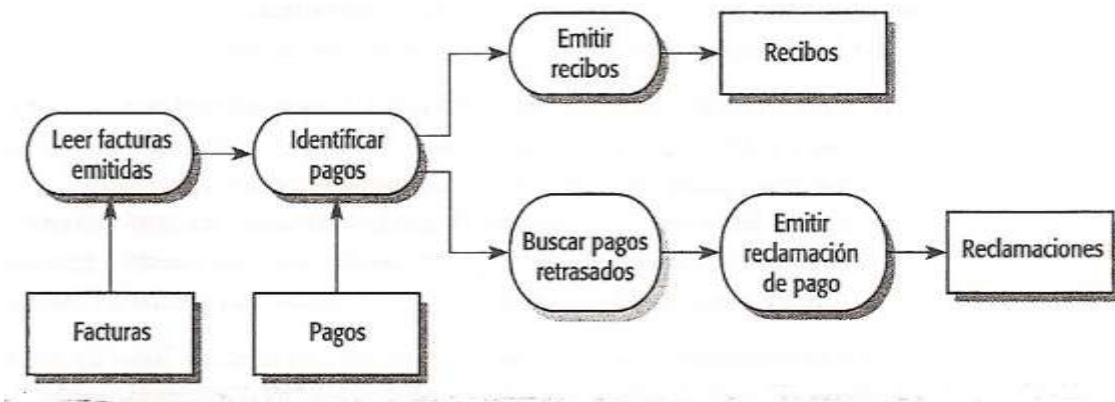 Emitir
recibos
Recibos
Leer facturas
emitidas
Identificar
pagos
Buscar pagos
retrasados
Emitir
reclamación
de pago
Reclamaciones
Facturas
Pagos